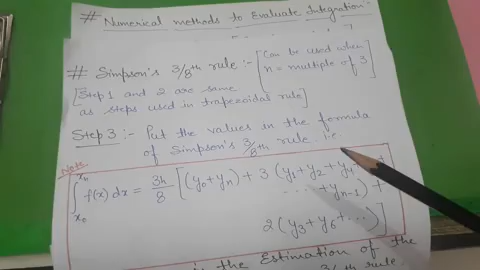 # Numerical methods to Evaluate Integration:-
# Simpson's 3/8th rule :- [Can be used when n = multiple of 3]
[Step 1 and 2 are same as steps used in trapezoidal rule]
Step 3 :- Put the values in the formula
of Simpson's 3/8th rule i.e.
Note:
∫_{x₀}^{xₙ} f(x) dx = 3h/8 [(y₀+yₙ) + 3(y₁+y₂+y₄+
... +yₙ₋₁) +
2(y₃+y₆+...)]
in the Estimation of the
rule